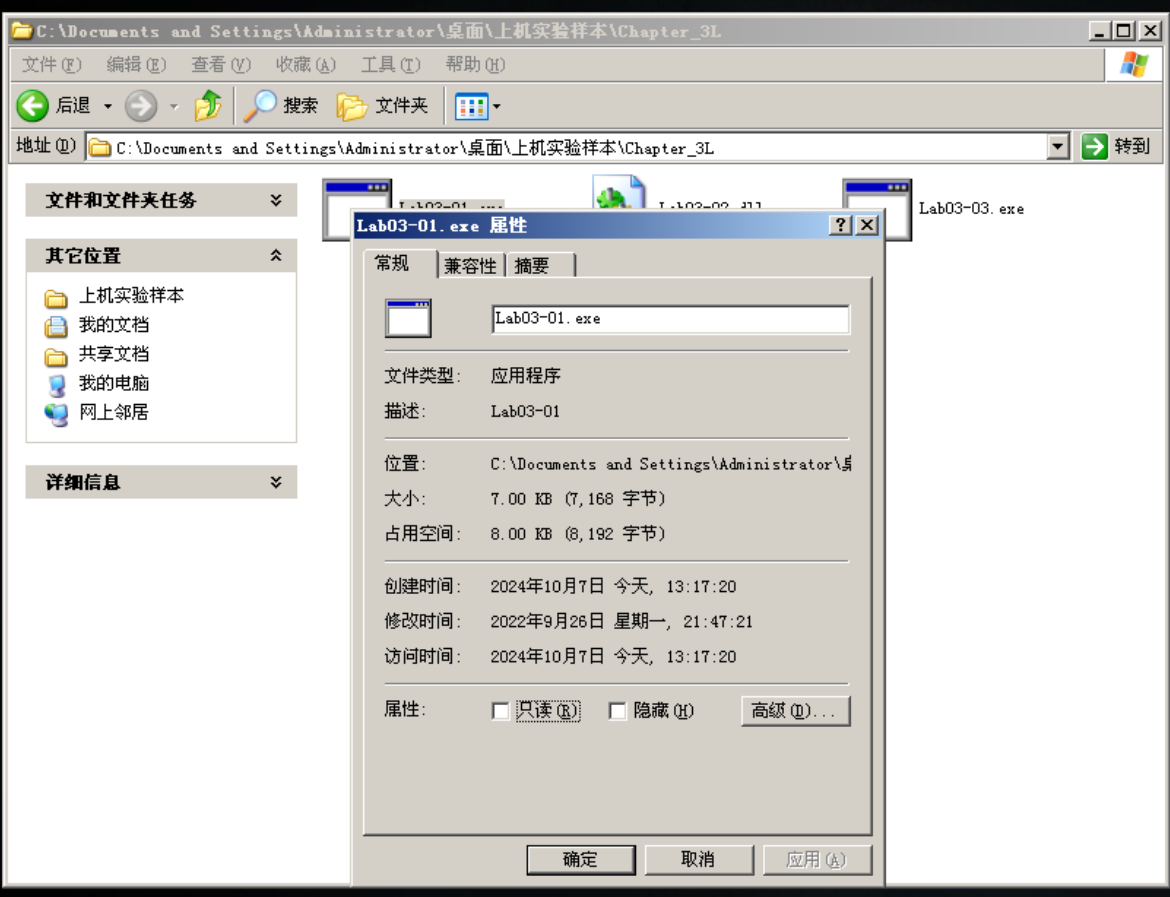 C:\Documents and Settings\Administrator\桌面\上机实验样本\Chapter_3L
文件(F) 编辑(E) 查看(V) 收藏(A) 工具(T) 帮助(H)
后退 搜索 文件夹
地址(D) C:\Documents and Settings\Administrator\桌面\上机实验样本\Chapter_3L 转到
文件和文件夹任务
其它位置
上机实验样本
我的文档
共享文档
我的电脑
网上邻居
详细信息
Lab03-01.exe Lab03-02.dll Lab03-03.exe
Lab03-01.exe 属性
常规 兼容性 摘要
Lab03-01.exe
文件类型: 应用程序
描述: Lab03-01
位置: C:\Documents and Settings\Administrator\桌
大小: 7.00 KB (7,168 字节)
占用空间: 8.00 KB (8,192 字节)
创建时间: 2024年10月7日 今天, 13:17:20
修改时间: 2022年9月26日 星期一, 21:47:21
访问时间: 2024年10月7日 今天, 13:17:20
属性: 只读(R) 隐藏(H) 高级(D)...
确定 取消 应用(A)